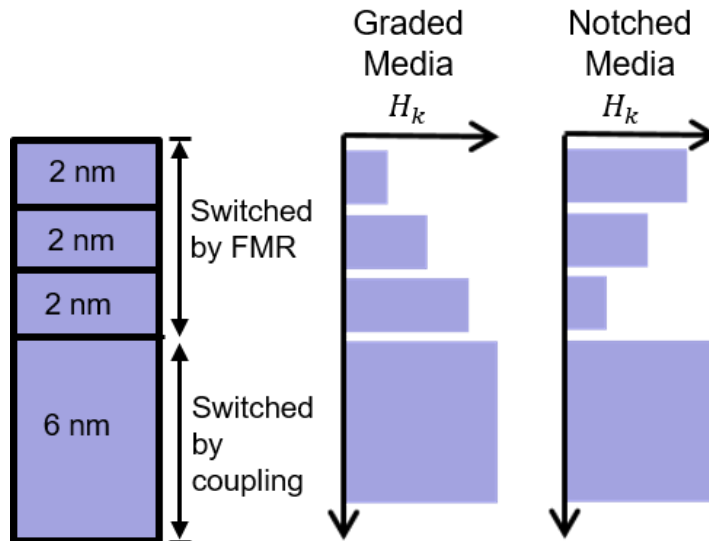 Graded
Media
H_k
Notched
Media
H_k
2 nm
2 nm
2 nm
6 nm
Switched
by FMR
Switched
by
coupling